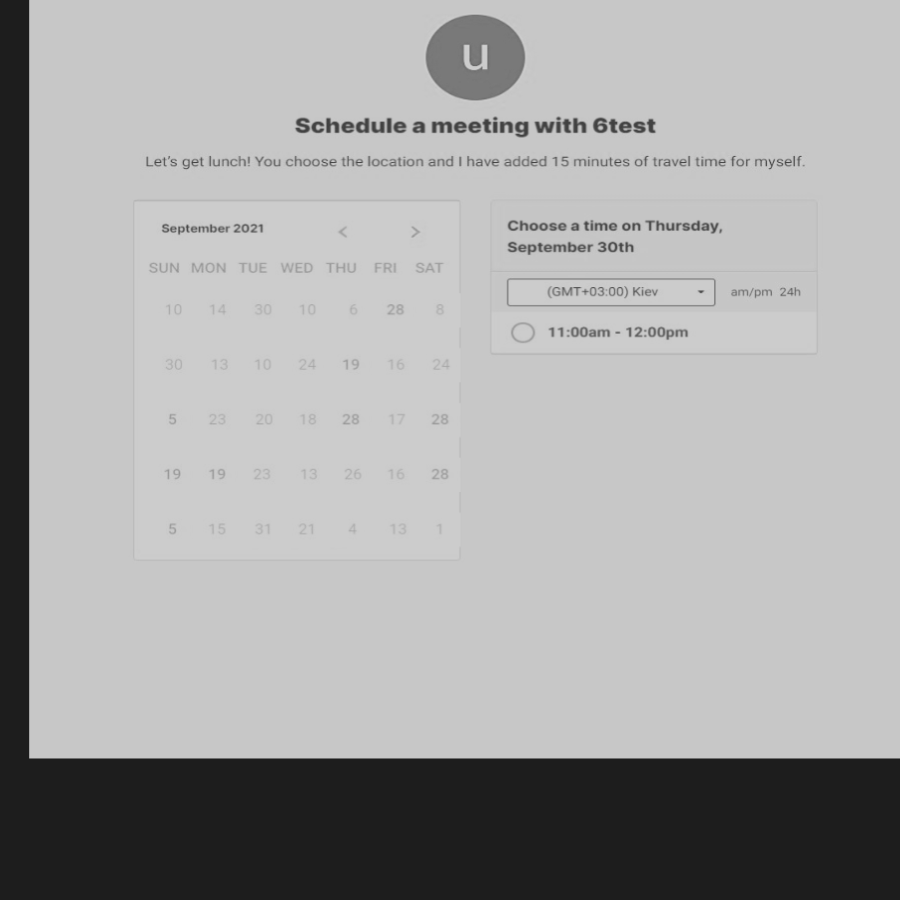 u
Schedule a meeting with 6test
Let's get lunch! You choose the location and I have added 15 minutes of travel time for myself.
September 2021 < >
SUN MON TUE WED THU FRI SAT
10 14 30 10 6 28 8
30 13 10 24 19 16 24
5 23 20 18 28 17 28
19 19 23 13 26 16 28
5 15 31 21 4 13 1
Choose a time on Thursday,
September 30th
(GMT+03:00) Kiev am/pm 24h
11:00am - 12:00pm